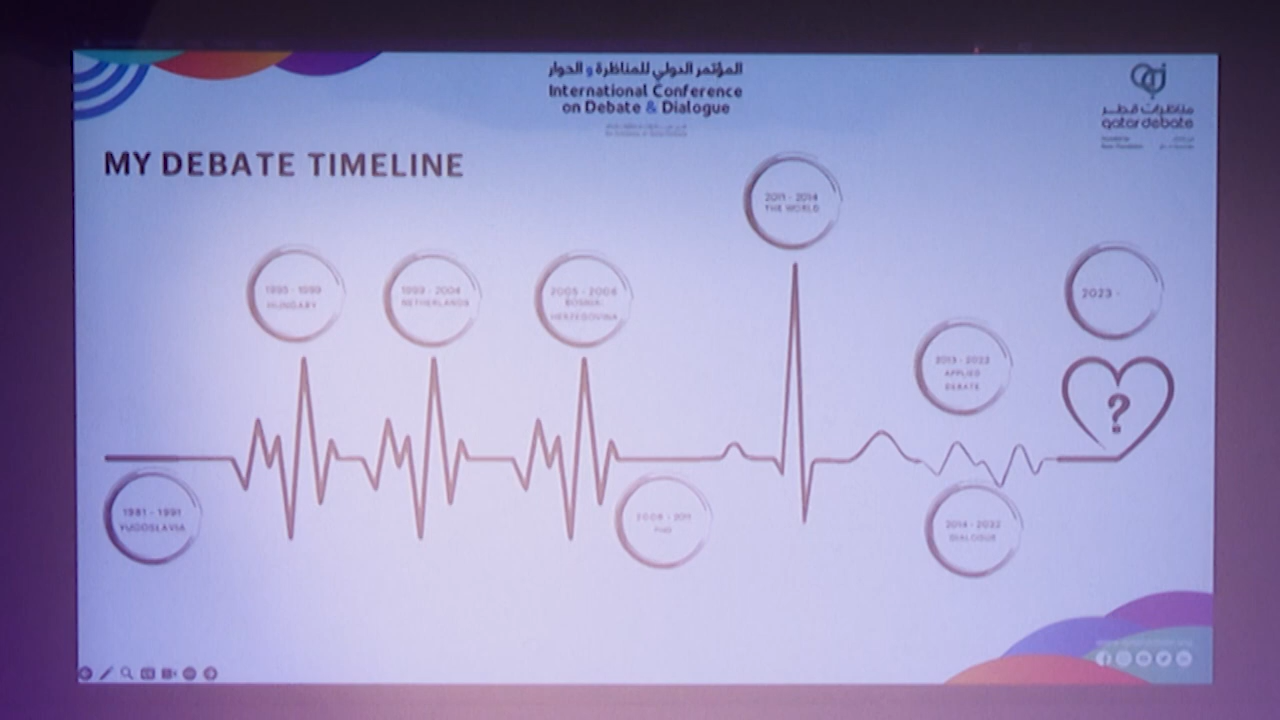 المؤتمر الدولي للمناظرة و الحوار
International Conference
on Debate & Dialogue
مناظرات قطر
qatardebate
MY DEBATE TIMELINE
1981 - 1991
YUGOSLAVIA
1995 - 1999
HUNGARY
1999 - 2004
NETHERLANDS
2005 - 2008
BOSNIA-
HERZEGOVINA
2008 - 2011
PHD
2011 - 2014
THE WORLD
2013 - 2022
APPLIED
DEBATE
2014 - 2022
DIALOGUE
2023 -
?